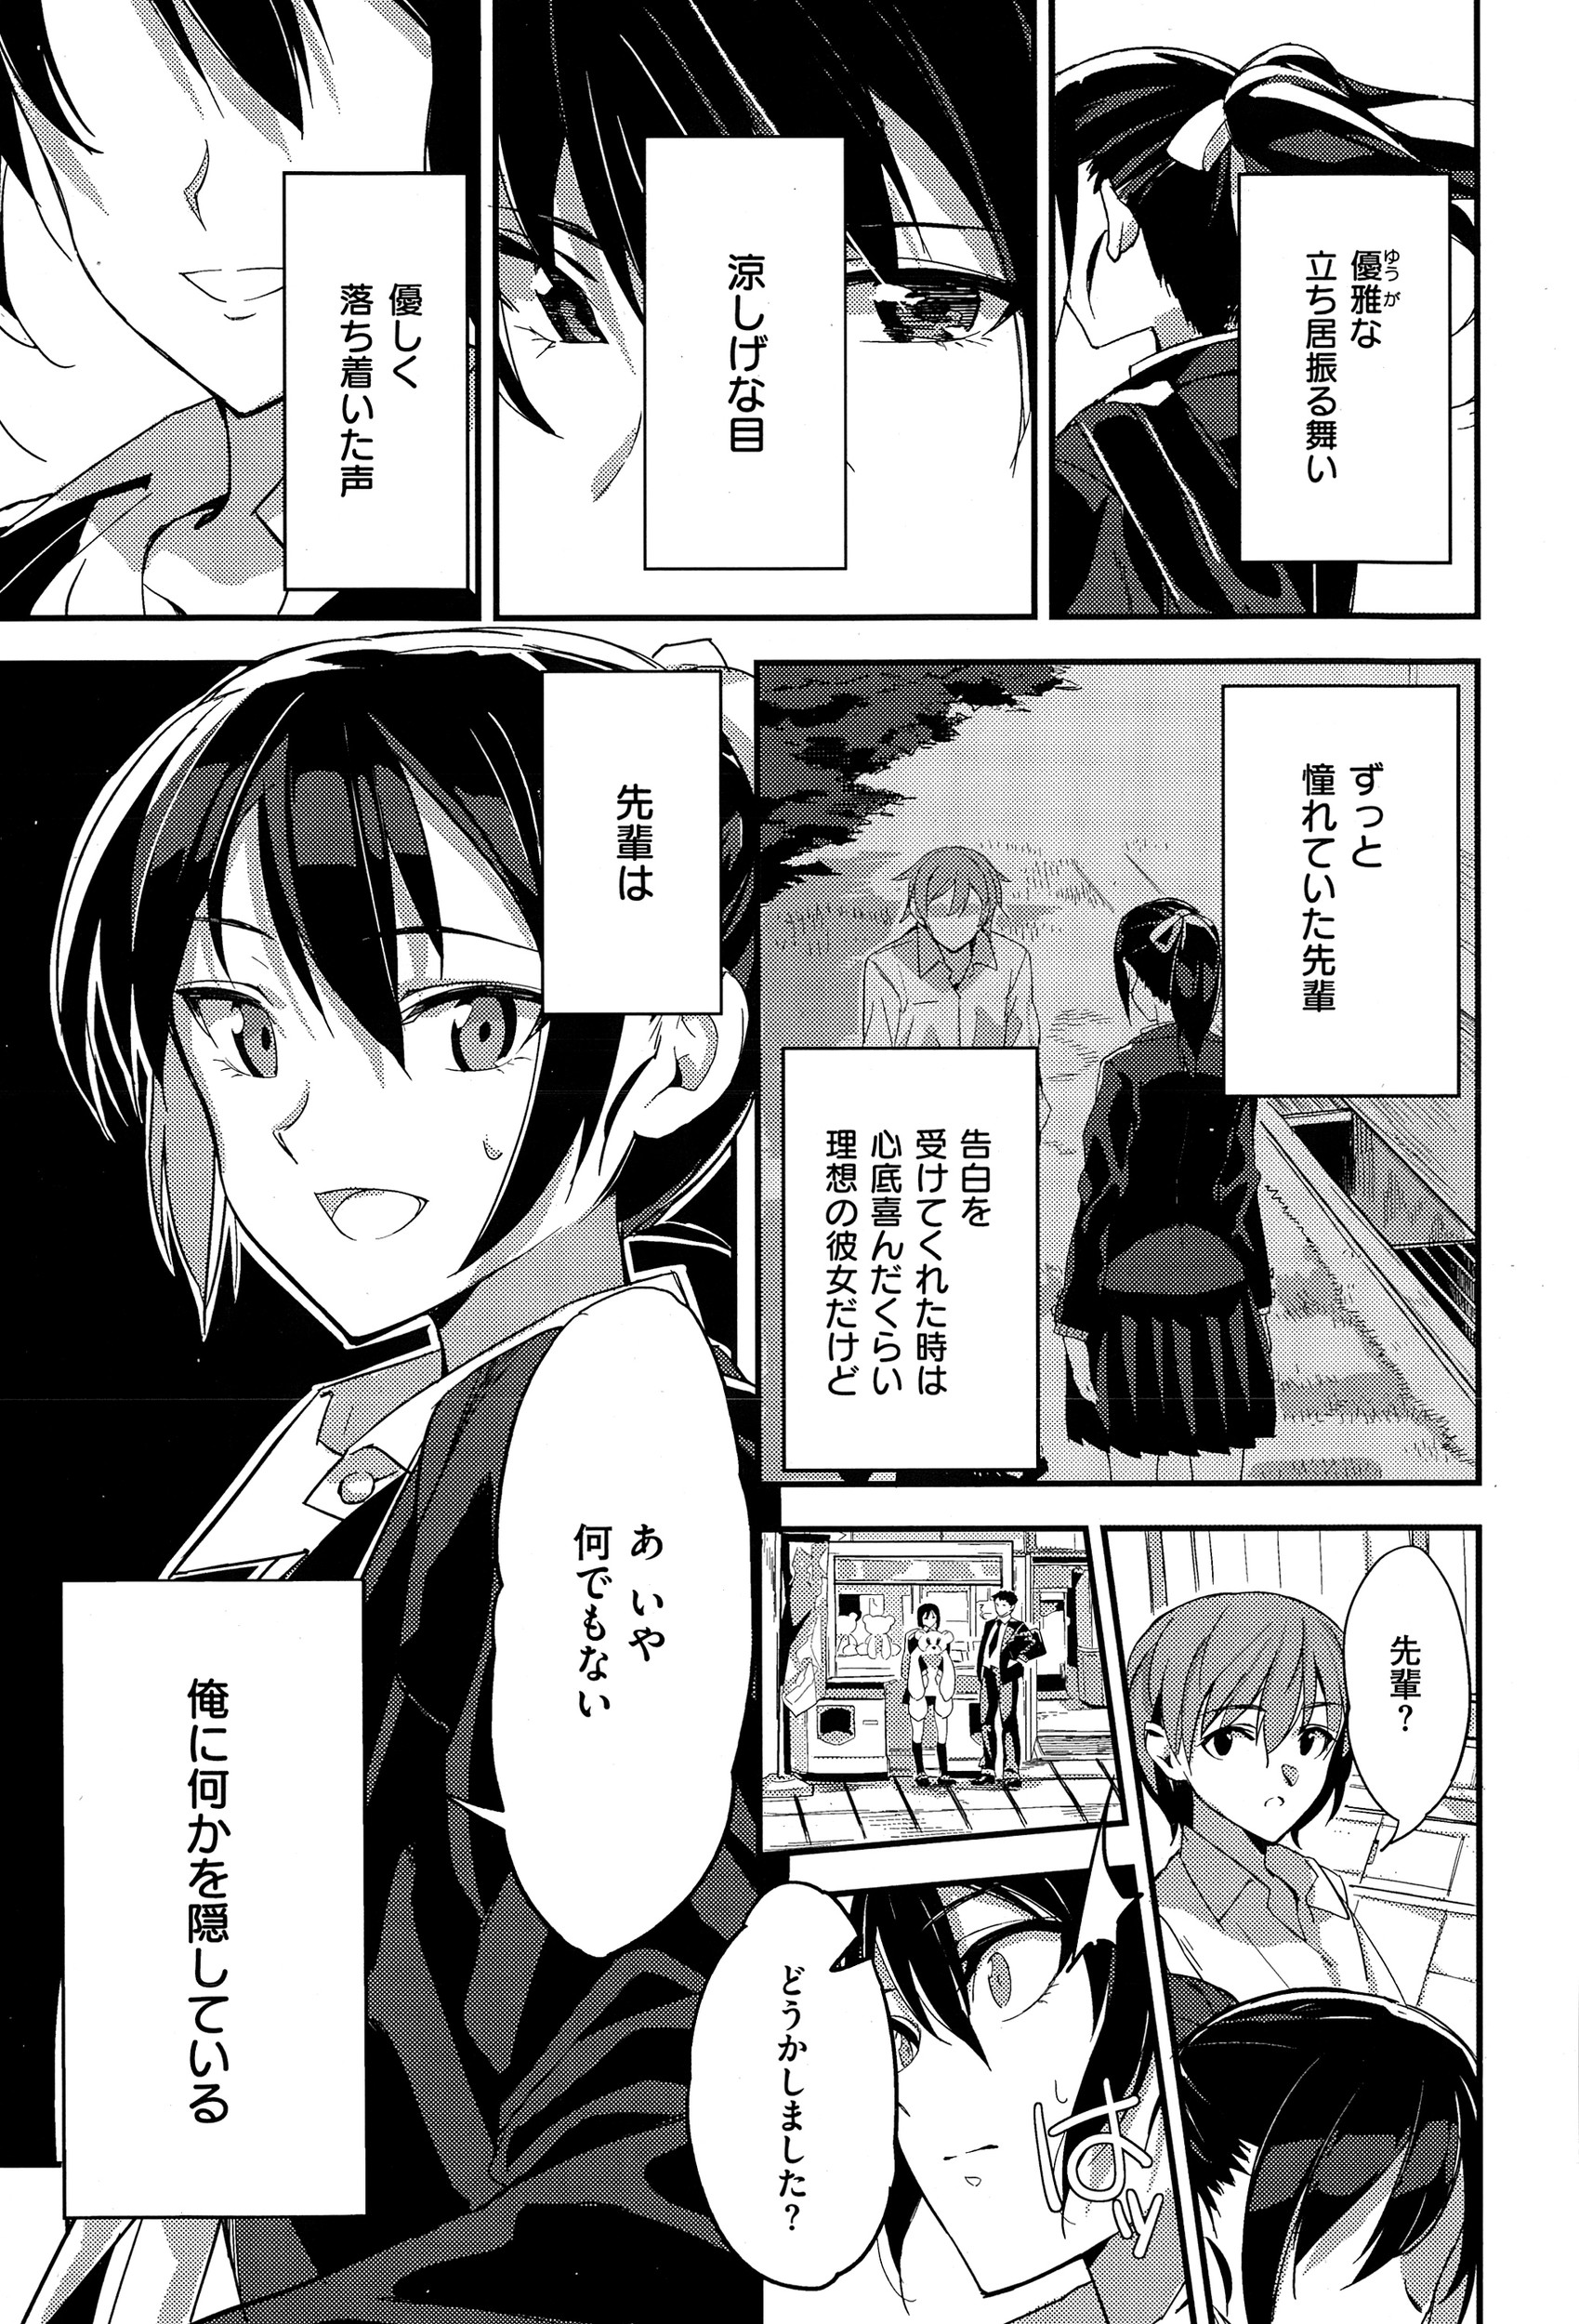 優雅な
立ち居振る舞い
涼しげな目
優しく
落ち着いた声
ずっと
憧れていた先輩
告白を
受けてくれた時は
心底喜んだくらい
理想の彼女だけど
先輩?
ハッ
どうかしました?
あ いや
何でもない
先輩は
俺に何かを隠している